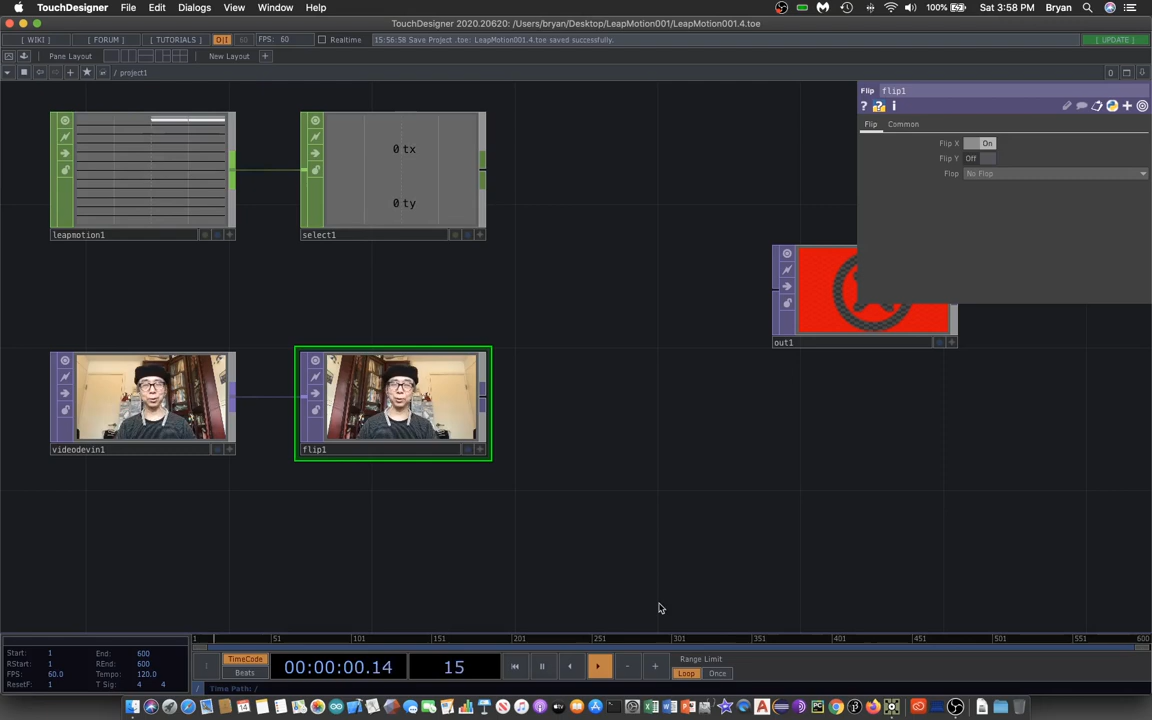 TouchDesigner File Edit Dialogs View Window Help 100% Sat 3:58 PM Bryan
TouchDesigner 2020.20620: /Users/bryan/Desktop/LeapMotion001/LeapMotion001.4.toe
[ WIKI ] [ FORUM ] [ TUTORIALS ] O|I 60 FPS: 60 Realtime 15:56:58 Save Project .toe: LeapMotion001.4.toe saved successfully. [ UPDATE ]
Pane Layout New Layout +
/ project1 0
Flip flip1
? ? i
Flip Common
Flip X On
Flip Y Off
Flop No Flop
0 tx
0 ty
leapmotion1 select1
out1
videodevin1 flip1
1 51 101 151 201 251 301 351 401 451 501 551 600
Start: 1 End: 600
RStart: 1 REnd: 600
FPS: 60.0 Tempo: 120.0
ResetF: 1 T Sig: 4 4
TimeCode
Beats
00:00:00.14 15
Range Limit
Loop Once
/ Time Path: /